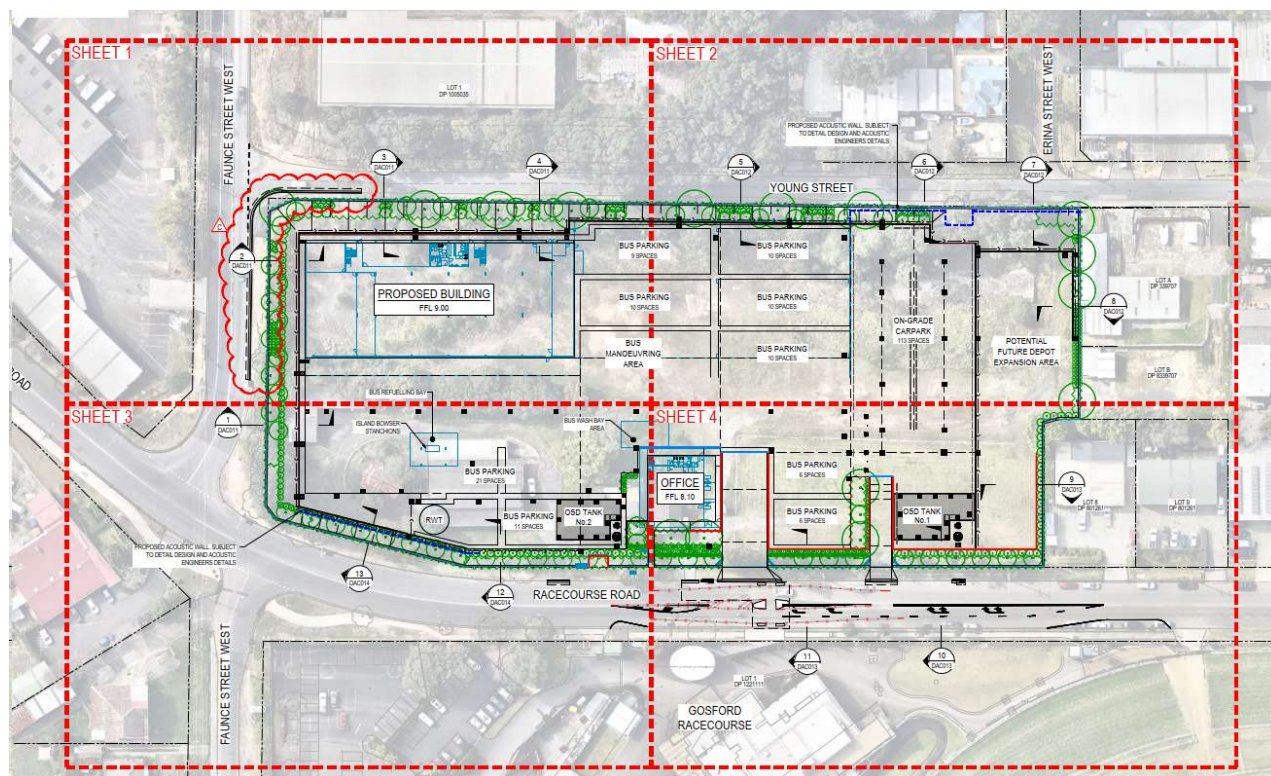 SHEET 1
SHEET 2
FAUNCE STREET WEST
LOT 1
DP 1005035
ERINA STREET WEST
PROPOSED ACOUSTIC WALL. SUBJECT
TO DETAIL DESIGN AND ACOUSTIC
ENGINEERS DETAILS
3
DAC011
4
DAC011
5
DAC012
6
DAC012
7
DAC012
YOUNG STREET
C
2
DAC011
BUS PARKING
9 SPACES
BUS PARKING
10 SPACES
PROPOSED BUILDING
FFL 9.00
BUS PARKING
10 SPACES
BUS PARKING
10 SPACES
LOT A
DP 339707
8
DAC012
ON-GRADE
CARPARK
113 SPACES
BUS
MANOEUVRING
AREA
BUS PARKING
10 SPACES
POTENTIAL
FUTURE DEPOT
EXPANSION AREA
LOT B
ROAD
BUS REFUELLING BAY
SHEET 3
SHEET 4
1
DAC011
ISLAND BOWSER
STANCHIONS
BUS WASH BAY
AREA
BUS PARKING
21 SPACES
OFFICE
FFL 8.10
BUS PARKING
6 SPACES
9
DAC013
LOT 8
DP 801261
LOT 9
DP 801261
RWT
BUS PARKING
11 SPACES
OSD TANK
No.2
BUS PARKING
6 SPACES
OSD TANK
No.1
PROPOSED ACOUSTIC WALL. SUBJECT
TO DETAIL DESIGN AND ACOUSTIC
ENGINEERS DETAILS
13
DAC014
12
DAC014
RACECOURSE ROAD
FAUNCE STREET WEST
11
DAC013
10
DAC013
LOT 1
DP 1221111
GOSFORD
RACECOURSE